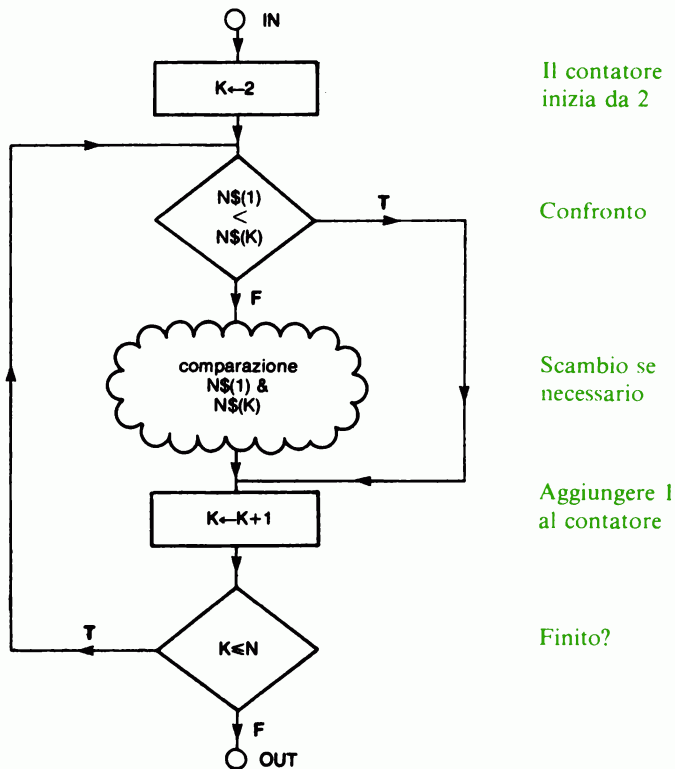 IN
K←2
Il contatore
inizia da 2
N$(1)
<
N$(K)
T
Confronto
F
comparazione
N$(1) &
N$(K)
Scambio se
necessario
K←K+1
Aggiungere 1
al contatore
T
K≤N
Finito?
F
OUT